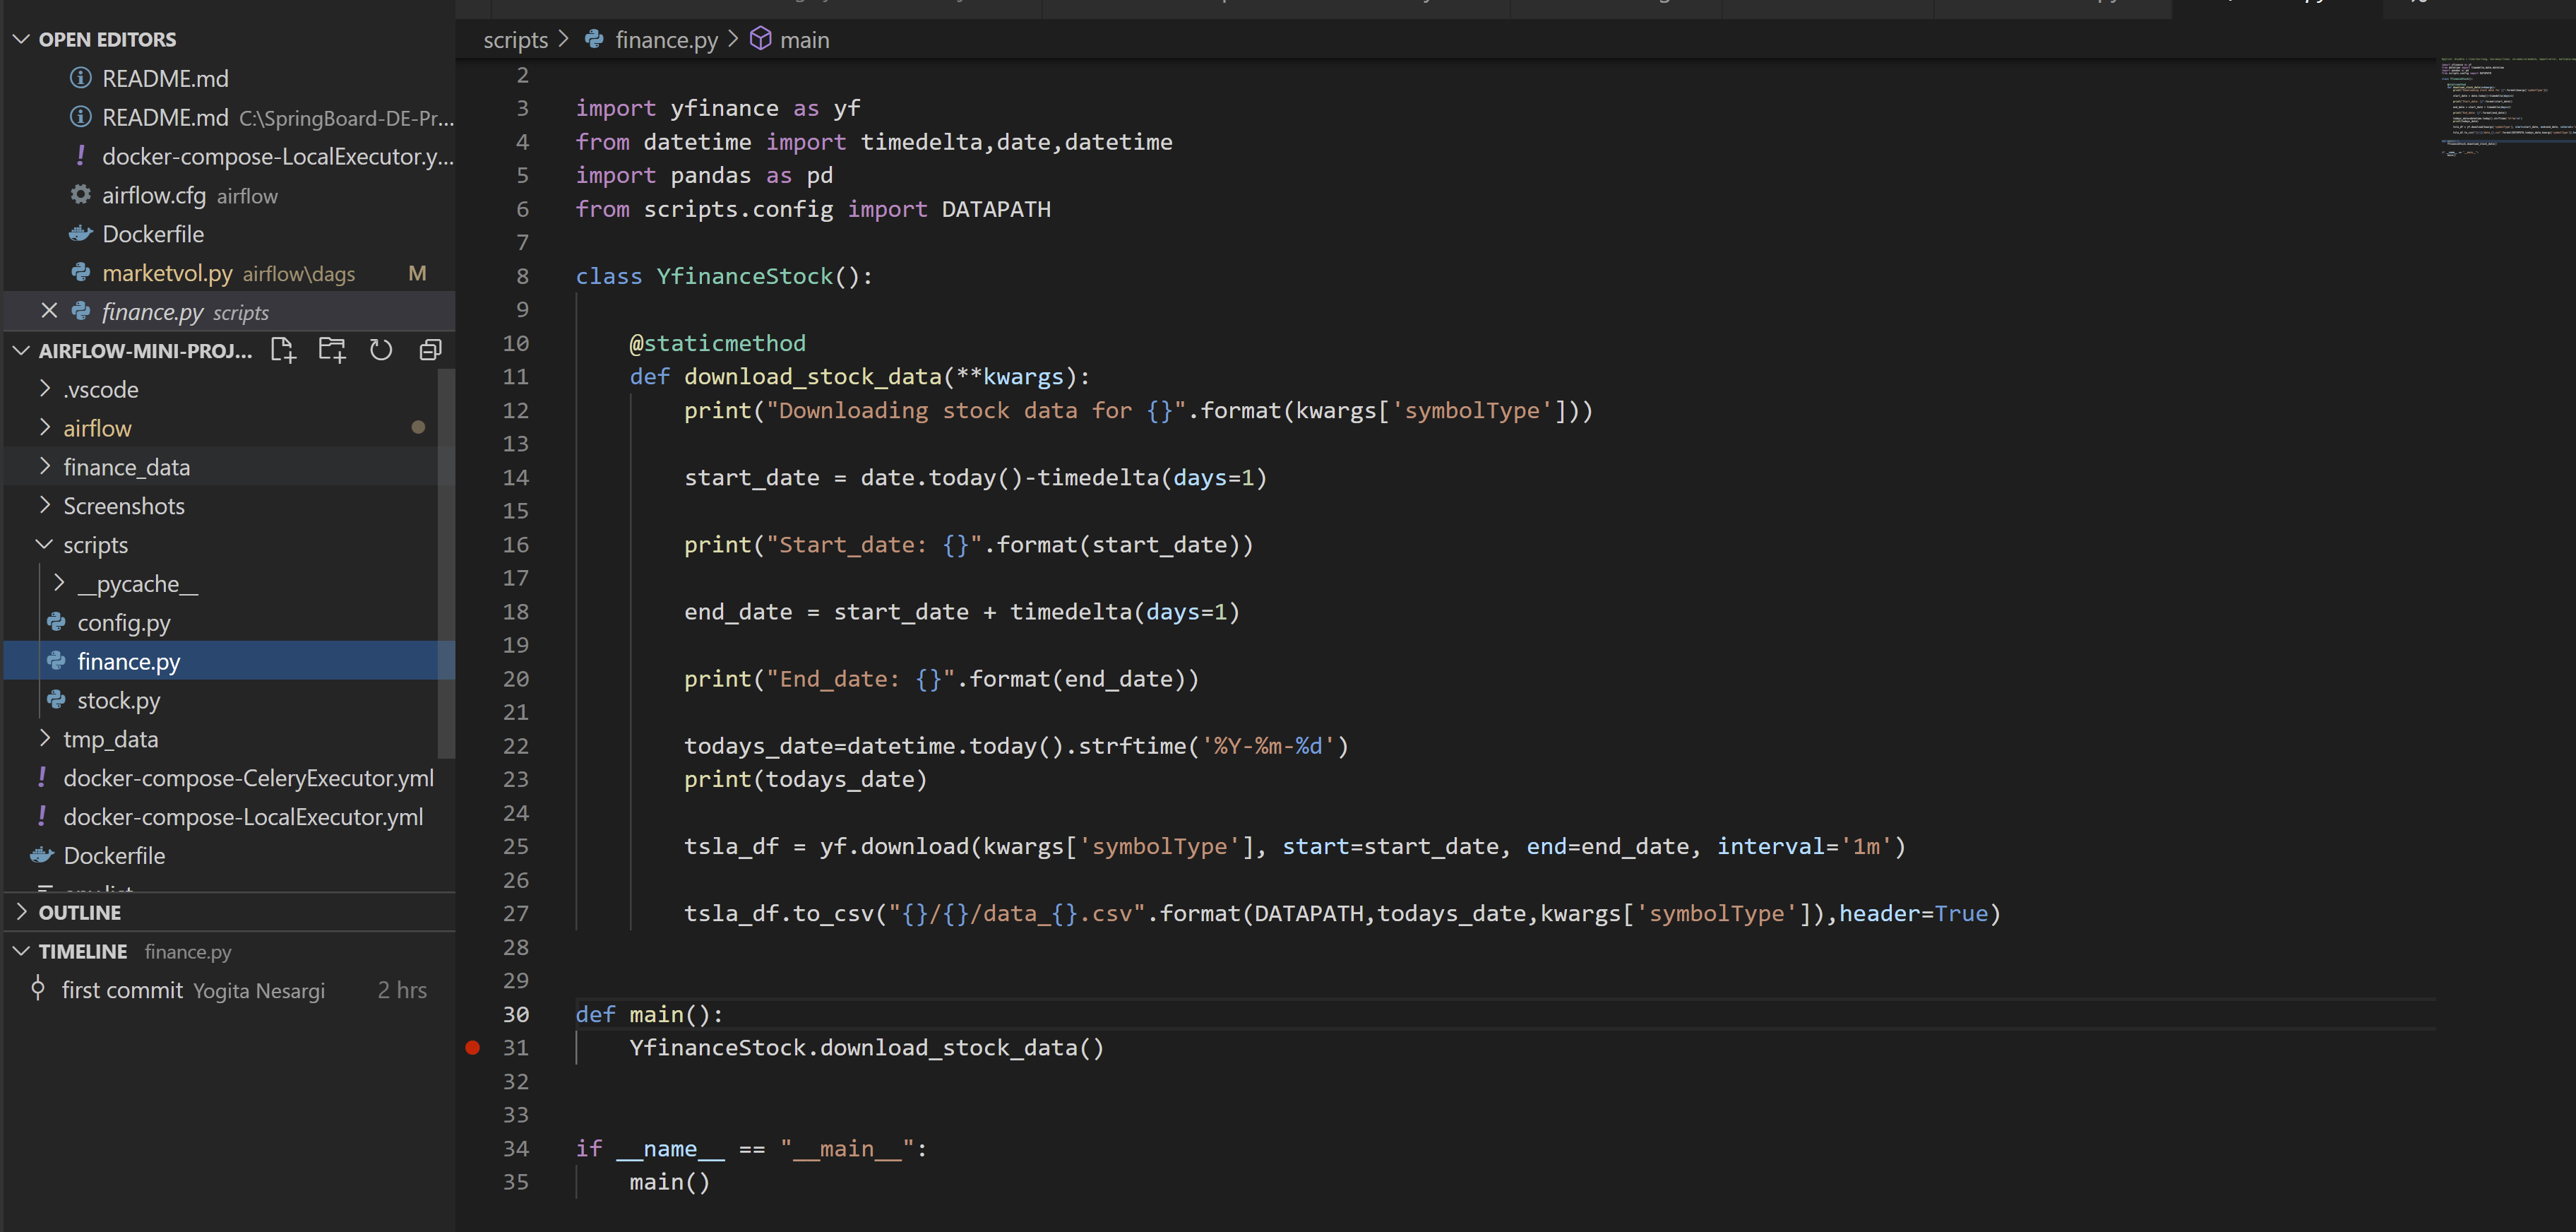 OPEN EDITORS
README.md
README.md C:\SpringBoard-DE-Pr...
! docker-compose-LocalExecutor.y...
airflow.cfg airflow
Dockerfile
marketvol.py airflow\dags M
finance.py scripts
AIRFLOW-MINI-PROJ...
.vscode
airflow
finance_data
Screenshots
scripts
__pycache__
config.py
finance.py
stock.py
tmp_data
! docker-compose-CeleryExecutor.yml
! docker-compose-LocalExecutor.yml
Dockerfile
OUTLINE
TIMELINE finance.py
first commit Yogita Nesargi 2 hrs
scripts > finance.py > main
2
3 import yfinance as yf
4 from datetime import timedelta,date,datetime
5 import pandas as pd
6 from scripts.config import DATAPATH
7
8 class YfinanceStock():
9
10 @staticmethod
11 def download_stock_data(**kwargs):
12 print("Downloading stock data for {}".format(kwargs['symbolType']))
13
14 start_date = date.today()-timedelta(days=1)
15
16 print("Start_date: {}".format(start_date))
17
18 end_date = start_date + timedelta(days=1)
19
20 print("End_date: {}".format(end_date))
21
22 todays_date=datetime.today().strftime('%Y-%m-%d')
23 print(todays_date)
24
25 tsla_df = yf.download(kwargs['symbolType'], start=start_date, end=end_date, interval='1m')
26
27 tsla_df.to_csv("{}/{}/data_{}.csv".format(DATAPATH,todays_date,kwargs['symbolType']),header=True)
28
29
30 def main():
31 YfinanceStock.download_stock_data()
32
33
34 if __name__ == "__main__":
35 main()